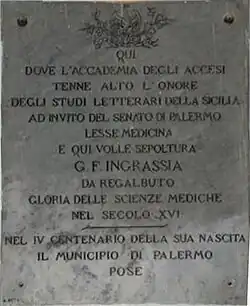 QUI
DOVE L'ACCADEMIA DEGLI ACCESI
TENNE ALTO L'ONORE
DEGLI STUDI LETTERARI DELLA SICILIA
AD INVITO DEL SENATO DI PALERMO
LESSE MEDICINA
E QUI VOLLE SEPOLTURA
G. F. INGRASSIA
DA REGALBUTO
GLORIA DELLE SCIENZE MEDICHE
NEL SECOLO XVI
NEL IV CENTENARIO DELLA SUA NASCITA
IL MUNICIPIO DI PALERMO
POSE